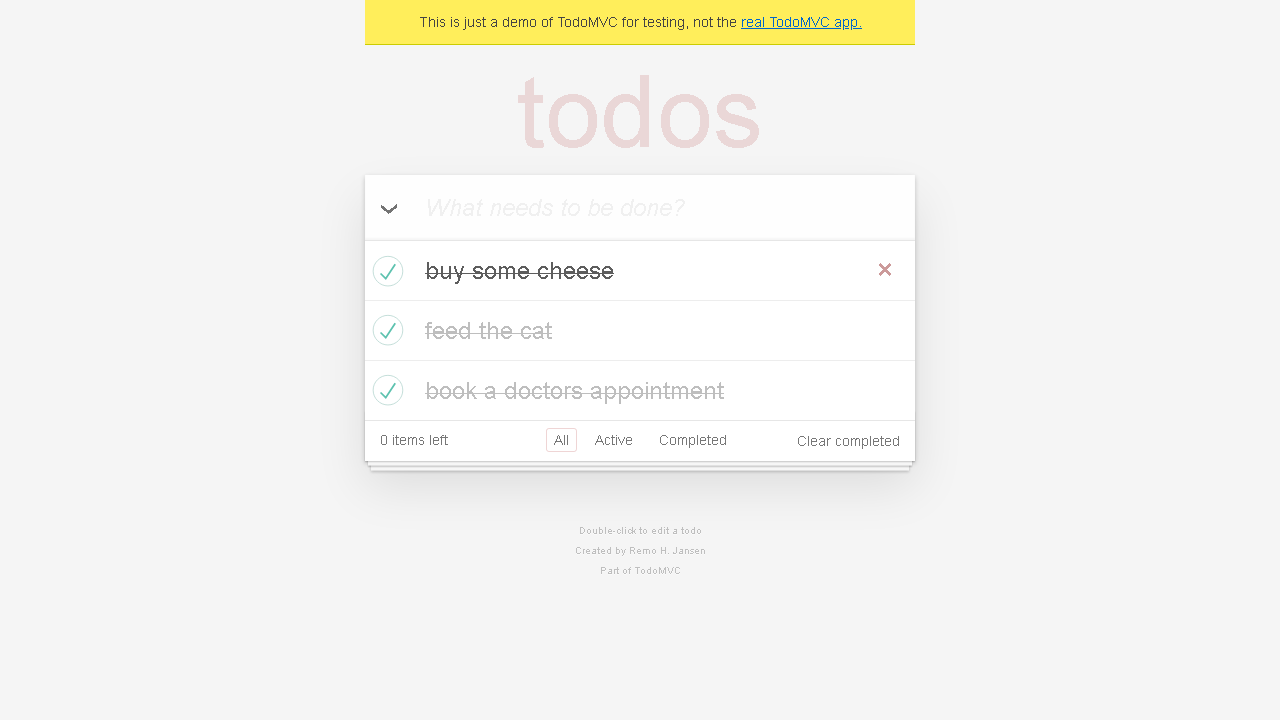 This is just a demo of TodoMVC for testing, not the real TodoMVC app.
todos
What needs to be done?
buy some cheese
feed the cat
book a doctors appointment
0 items left All Active Completed Clear completed
Double-click to edit a todo
Created by Remo H. Jansen
Part of TodoMVC